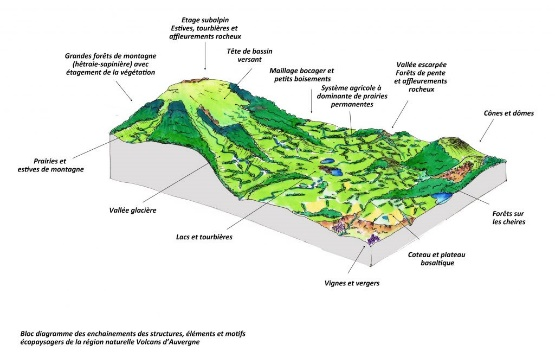 Etage subalpin
Estives, tourbières et
affleurements rocheux
Grandes forêts de montagne
(hêtraie-sapinière) avec
étagement de la végétation
Tête de bassin
versant
Maillage bocager et
petits boisements
Système agricole à
dominante de prairies
permanentes
Vallée escarpée
Forêts de pente
et affleurements
rocheux
Cônes et dômes
Prairies et
estives de montagne
Vallée glacière
Lacs et tourbières
Forêts sur
les cheires
Coteau et plateau
basaltique
Vignes et vergers
Bloc diagramme des enchainements des structures, éléments et motifs
écopaysagers de la région naturelle Volcans d'Auvergne